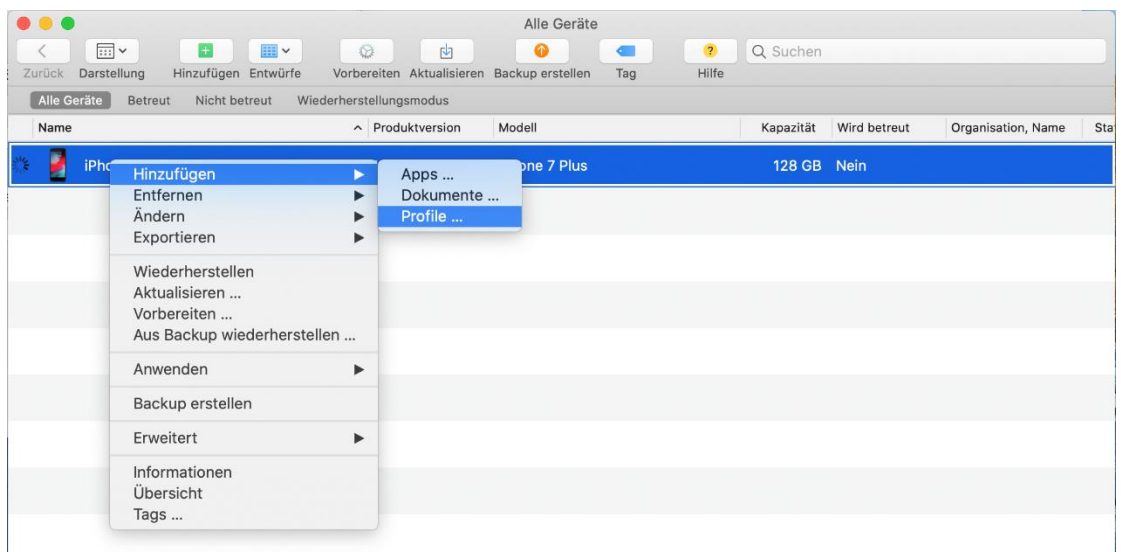 Alle Geräte
Zurück Darstellung Hinzufügen Entwürfe Vorbereiten Aktualisieren Backup erstellen Tag ? Hilfe Suchen
Alle Geräte Betreut Nicht betreut Wiederherstellungsmodus
Name Produktversion Modell Kapazität Wird betreut Organisation, Name Sta
iPho one 7 Plus 128 GB Nein
Hinzufügen
Entfernen
Ändern
Exportieren
Wiederherstellen
Aktualisieren ...
Vorbereiten ...
Aus Backup wiederherstellen ...
Anwenden
Backup erstellen
Erweitert
Informationen
Übersicht
Tags ...
Apps ...
Dokumente ...
Profile ...